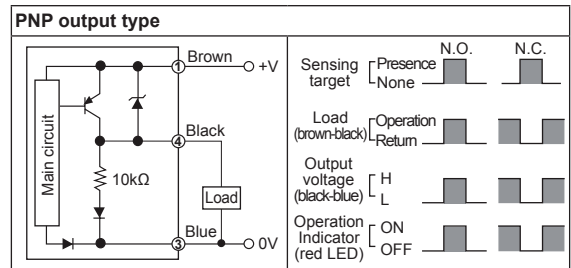 PNP output type
Main circuit
10kΩ
1 Brown +V
4 Black
Load
3 Blue 0V
N.O. N.C.
Sensing target Presence
None
Load (brown-black) Operation
Return
Output voltage (black-blue) H
L
Operation Indicator (red LED) ON
OFF